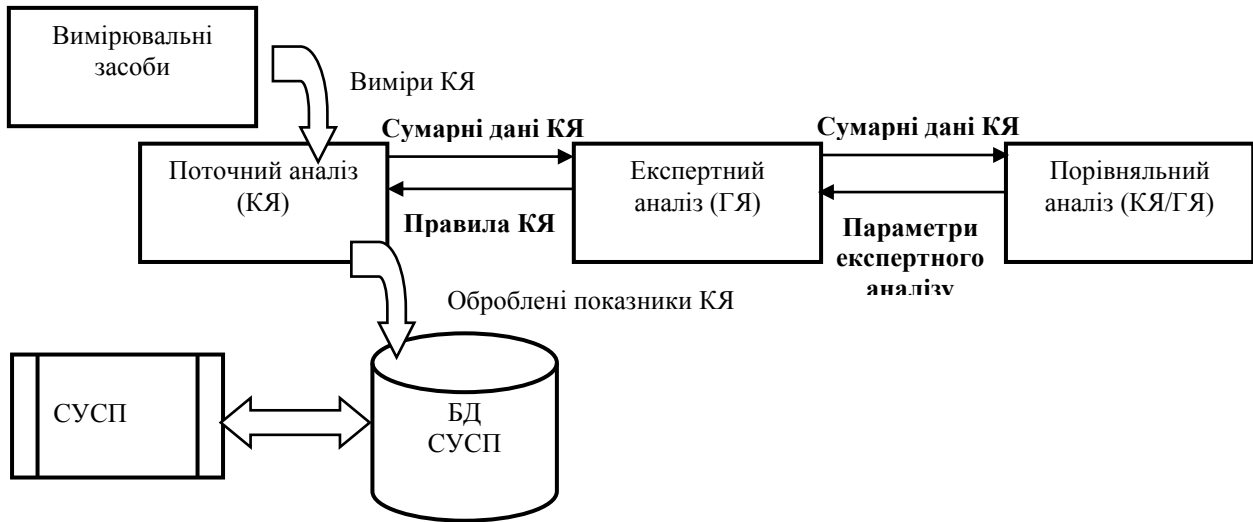 Вимірювальні
засоби
Виміри КЯ
Сумарні дані КЯ
Сумарні дані КЯ
Поточний аналіз
(КЯ)
Експертний
аналіз (ГЯ)
Порівняльний
аналіз (КЯ/ГЯ)
Правила КЯ
Параметри
експертного
аналізу
Оброблені показники КЯ
СУСП
БД
СУСП